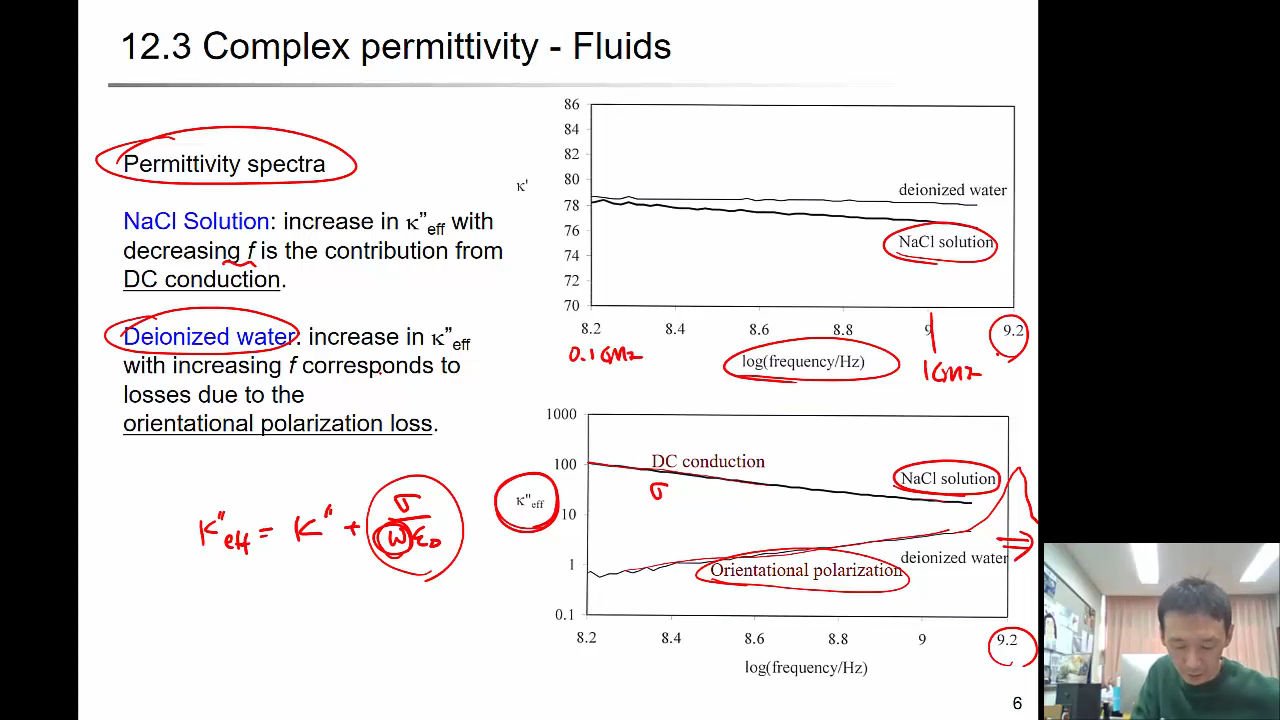 12.3 Complex permittivity - Fluids
Permittivity spectra
NaCl Solution: increase in κ”eff with
decreasing f is the contribution from
DC conduction.
Deionized water: increase in κ”eff
with increasing f corresponds to
losses due to the
orientational polarization loss.
κ"eff = κ" + σ/ωε0
86
84
82
80
78
76
74
72
70
κ'
deionized water
NaCl solution
8.2 8.4 8.6 8.8 9 9.2
0.1 GHz
log(frequency/Hz)
1 GHz
1000
100
10
1
0.1
κ"eff
DC conduction
σ
NaCl solution
deionized water
Orientational polarization
8.2 8.4 8.6 8.8 9 9.2
log(frequency/Hz)
6